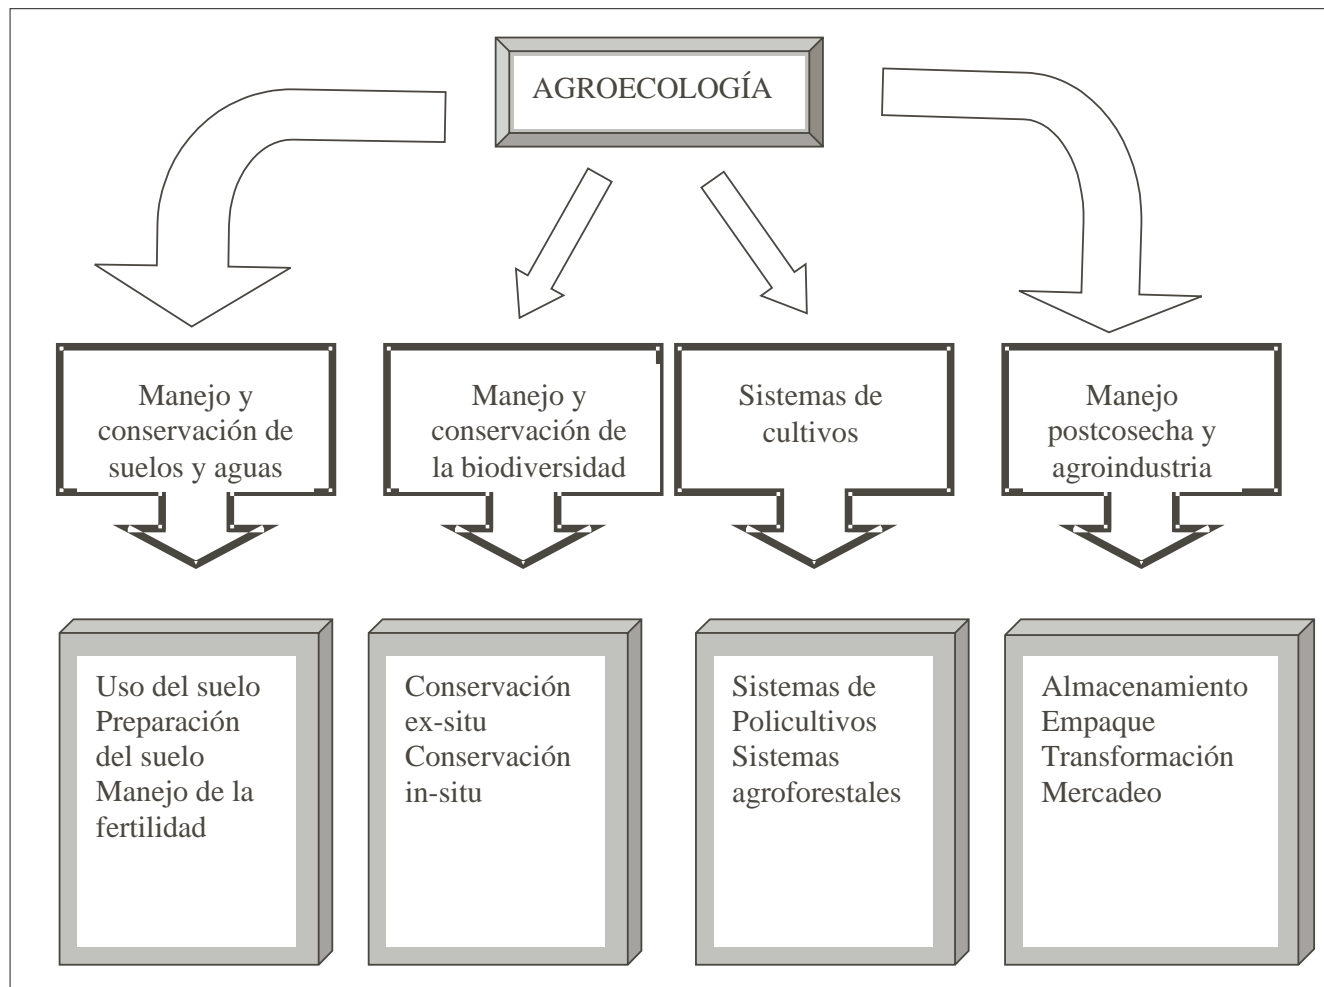 AGROECOLOGÍA
Manejo y
conservación de
suelos y aguas
Manejo y
conservación de
la biodiversidad
Sistemas de
cultivos
Manejo
postcosecha y
agroindustria
Uso del suelo
Preparación
del suelo
Manejo de la
fertilidad
Conservación
ex-situ
Conservación
in-situ
Sistemas de
Policultivos
Sistemas
agroforestales
Almacenamiento
Empaque
Transformación
Mercadeo